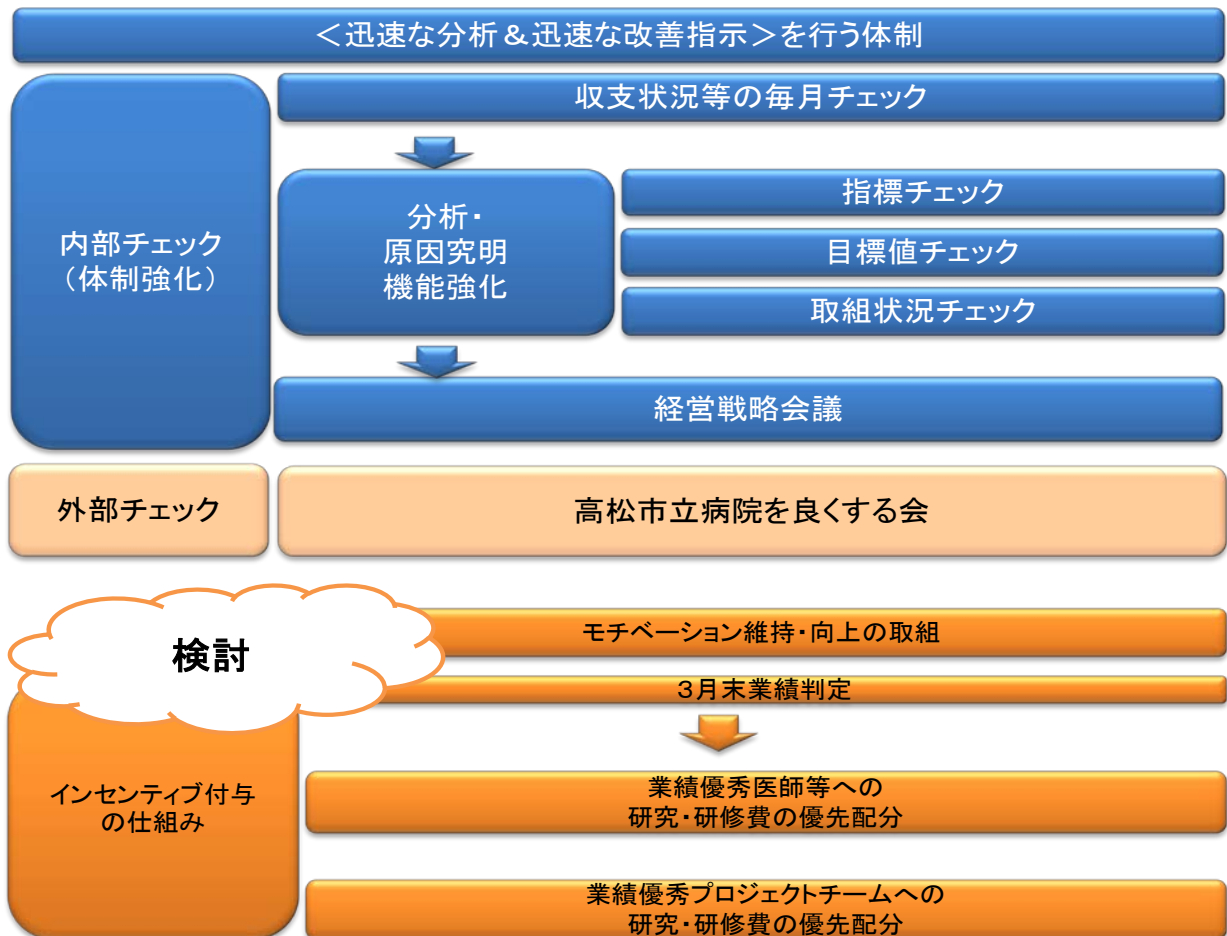 ＜迅速な分析＆迅速な改善指示＞を行う体制
収支状況等の毎月チェック
内部チェック
（体制強化）
分析・
原因究明
機能強化
指標チェック
目標値チェック
取組状況チェック
経営戦略会議
外部チェック
高松市立病院を良くする会
検討
モチベーション維持・向上の取組
３月末業績判定
インセンティブ付与
の仕組み
業績優秀医師等への
研究・研修費の優先配分
業績優秀プロジェクトチームへの
研究・研修費の優先配分